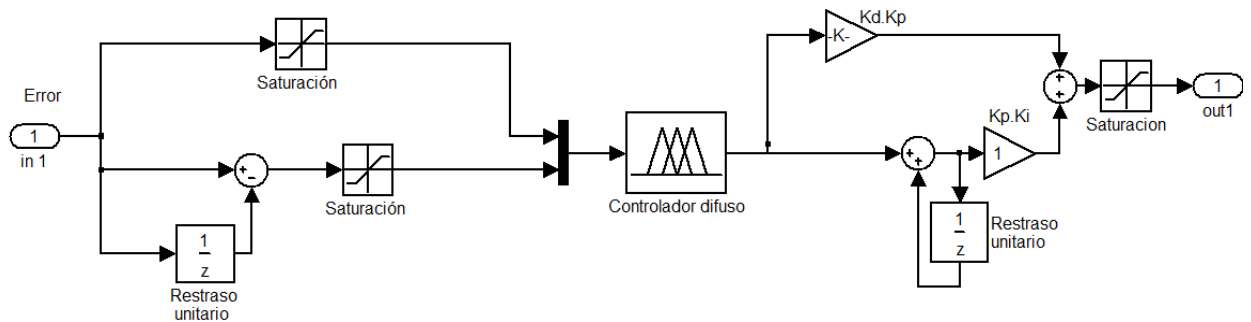 Kd.Kp
-K-
Saturación
Error
1
in 1
+
-
Saturación
1
z
Restraso
unitario
Controlador difuso
+
+
Kp.Ki
1
1
z
Restraso
unitario
+
+
Saturacion
1
out1